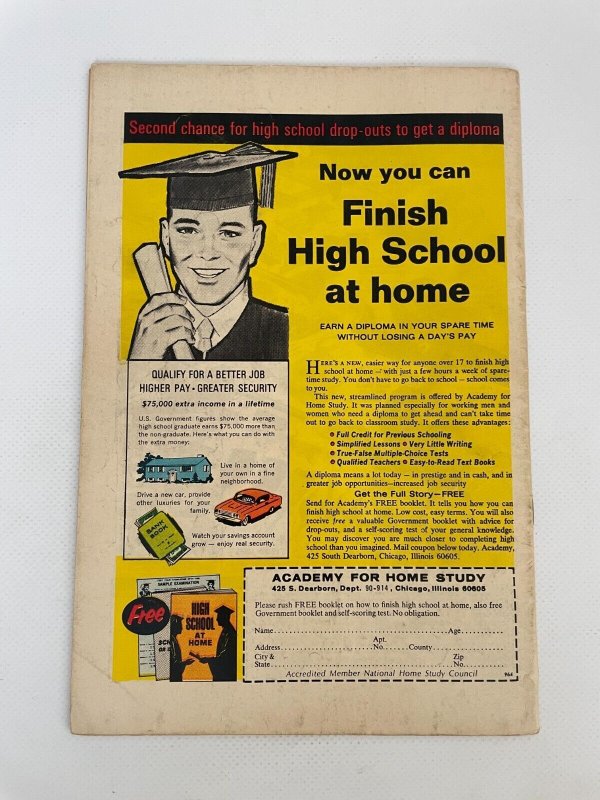 Second chance for high school drop-outs to get a diploma
Now you can
Finish
High School
at home
EARN A DIPLOMA IN YOUR SPARE TIME
WITHOUT LOSING A DAY'S PAY
HERE'S A NEW, easier way for anyone over 17 to finish high
school at home — with just a few hours a week of spare-
time study. You don't have to go back to school — school comes
to you.
This new, streamlined program is offered by Academy for
Home Study. It was planned especially for working men and
women who need a diploma to get ahead and can't take time
out to go back to classroom study. It offers these advantages:
• Full Credit for Previous Schooling
• Simplified Lessons • Very Little Writing
• True-False Multiple-Choice Tests
• Qualified Teachers • Easy-to-Read Text Books
A diploma means a lot today — in prestige and in cash, and in
greater job opportunities—increased job security
Get the Full Story—FREE
Send for Academy's FREE booklet. It tells you how you can
finish high school at home. Low cost, easy terms. You will also
receive free a valuable Government booklet with advice for
drop-outs, and a self-scoring test of your general knowledge.
You may discover you are much closer to completing high
school than you imagined. Mail coupon below today. Academy,
425 South Dearborn, Chicago, Illinois 60605.
QUALIFY FOR A BETTER JOB
HIGHER PAY • GREATER SECURITY
$75,000 extra income in a lifetime
U.S. Government figures show the average
high school graduate earns $75,000 more than
the non-graduate. Here's what you can do with
the extra money:
Live in a home of
your own in a fine
neighborhood.
Drive a new car, provide
other luxuries for your
family.
BANK
BOOK
Watch your savings account
grow — enjoy real security.
Free
SAMPLE EXAMINATION
HIGH
SCHOOL
AT
HOME
ACADEMY FOR HOME STUDY
425 S. Dearborn, Dept. 90-914, Chicago, Illinois 60605
Please rush FREE booklet on how to finish high school at home, also free
Government booklet and self-scoring test. No obligation.
Name Age
Apt.
Address No. County
City & Zip
State No.
Accredited Member National Home Study Council